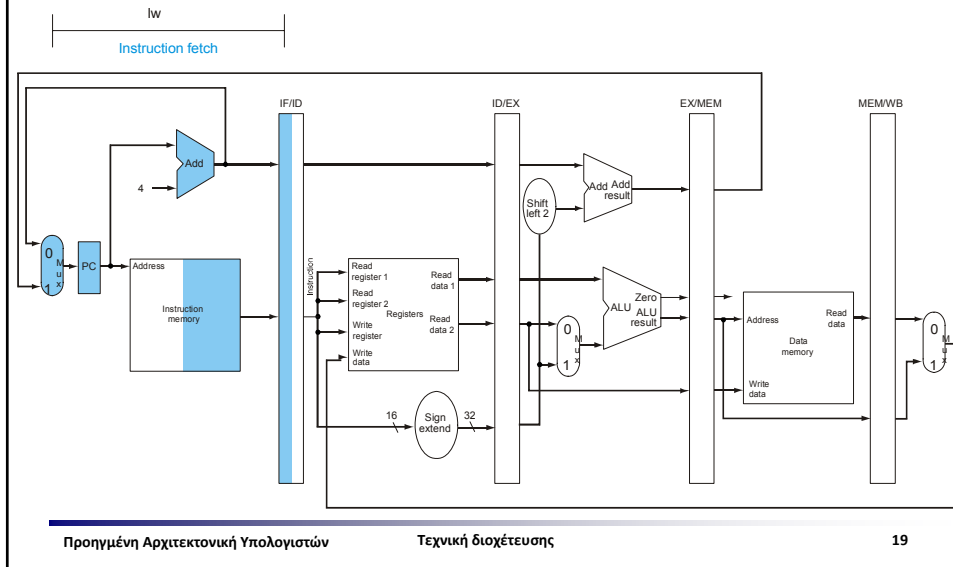 lw
Instruction fetch
IF/ID
ID/EX
EX/MEM
MEM/WB
Add
4
Shift
left 2
Add Add
result
0
M
u
x
1
PC
Address
Instruction
memory
Instruction
Read
register 1
Read
register 2
Write
register
Write
data
Registers
Read
data 1
Read
data 2
0
M
u
x
1
Zero
ALU ALU
result
Address
Read
data
Data
memory
Write
data
0
M
u
x
1
16
Sign
extend
32
Προηγμένη Αρχιτεκτονική Υπολογιστών
Τεχνική διοχέτευσης
19